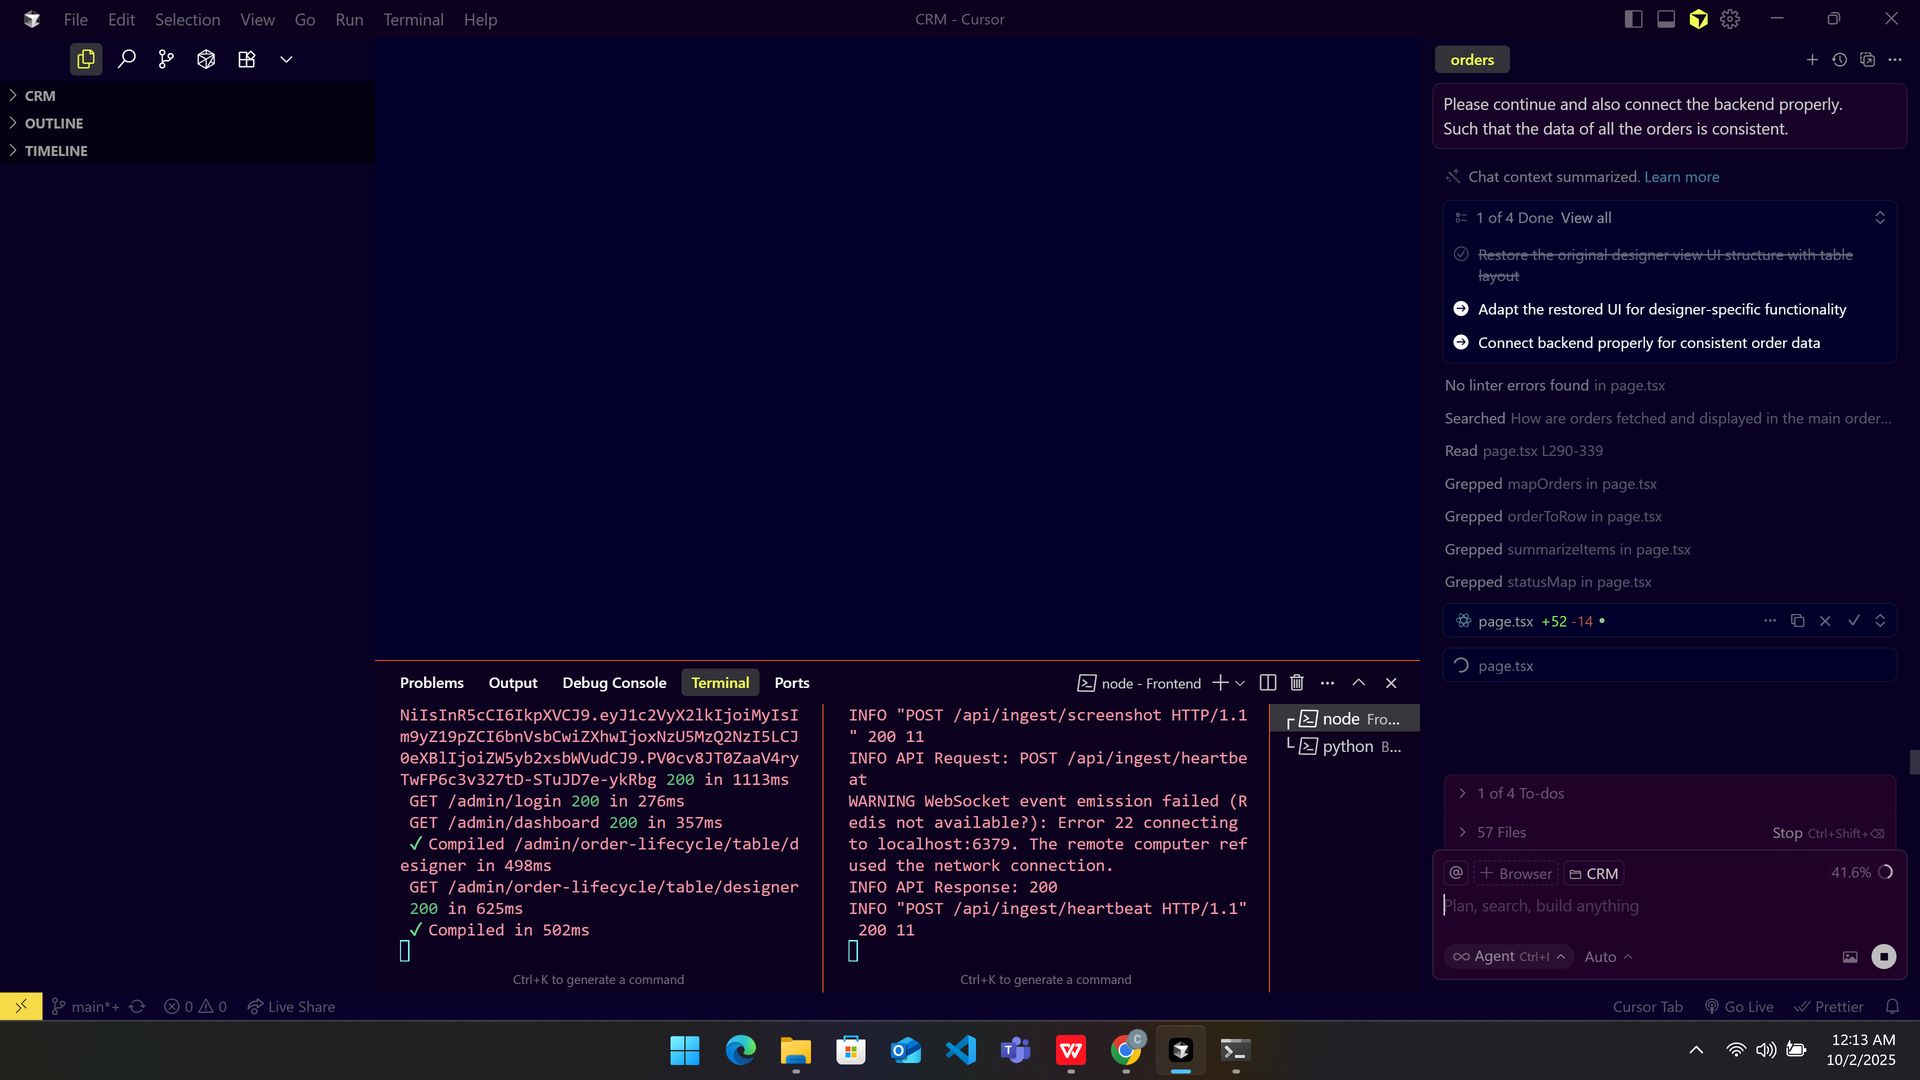 File Edit Selection View Go Run Terminal Help
CRM - Cursor
CRM
OUTLINE
TIMELINE
orders
Please continue and also connect the backend properly.
Such that the data of all the orders is consistent.
Chat context summarized. Learn more
1 of 4 Done View all
Restore the original designer view UI structure with table
layout
Adapt the restored UI for designer-specific functionality
Connect backend properly for consistent order data
No linter errors found in page.tsx
Searched How are orders fetched and displayed in the main order...
Read page.tsx L290-339
Grepped mapOrders in page.tsx
Grepped orderToRow in page.tsx
Grepped summarizeItems in page.tsx
Grepped statusMap in page.tsx
page.tsx +52 -14
page.tsx
1 of 4 To-dos
57 Files Stop Ctrl+Shift+⌫
@ + Browser CRM 41.6%
Plan, search, build anything
Agent Ctrl+I Auto
Problems Output Debug Console Terminal Ports
node - Frontend
NiIsInR5cCI6IkpXVCJ9.eyJ1c2VyX2lkIjoiMyIsI
m9yZ19pZCI6bnVsbCwiZXhwIjoxNzU5MzQ2NzI5LCJ
0eXBlIjoiZW5yb2xsbWVudCJ9.PV0cv8JT0ZaaV4ry
TwFP6c3v327tD-STuJD7e-ykRbg 200 in 1113ms
GET /admin/login 200 in 276ms
GET /admin/dashboard 200 in 357ms
✓ Compiled /admin/order-lifecycle/table/d
esigner in 498ms
GET /admin/order-lifecycle/table/designer
200 in 625ms
✓ Compiled in 502ms
Ctrl+K to generate a command
INFO "POST /api/ingest/screenshot HTTP/1.1
" 200 11
INFO API Request: POST /api/ingest/heartbe
at
WARNING WebSocket event emission failed (R
edis not available?): Error 22 connecting
to localhost:6379. The remote computer ref
used the network connection.
INFO API Response: 200
INFO "POST /api/ingest/heartbeat HTTP/1.1"
200 11
Ctrl+K to generate a command
node Fro...
python B...
main*+ 0 0 Live Share
Cursor Tab Go Live Prettier
12:13 AM
10/2/2025